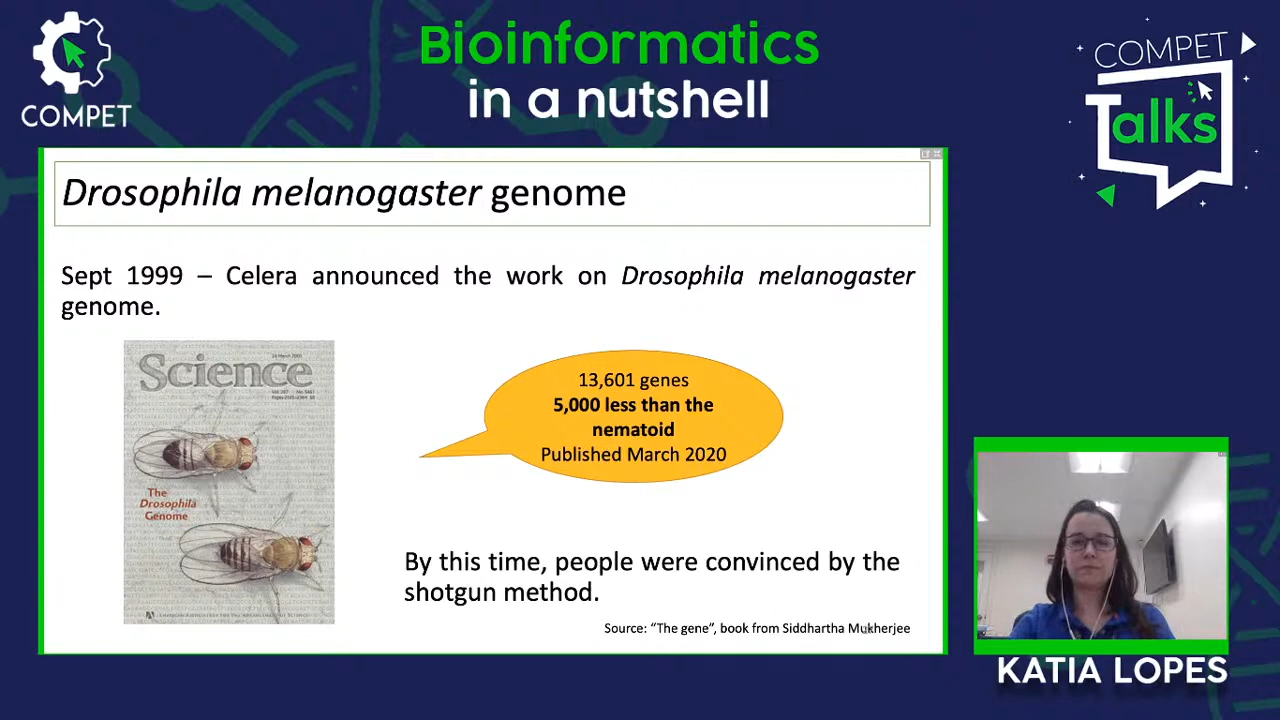 COMPET
Bioinformatics
in a nutshell
COMPET
Talks
Drosophila melanogaster genome
Sept 1999 – Celera announced the work on Drosophila melanogaster
genome.
Science
The
Drosophila
Genome
13,601 genes
5,000 less than the
nematoid
Published March 2020
By this time, people were convinced by the
shotgun method.
Source: “The gene”, book from Siddhartha Mukherjee
KATIA LOPES